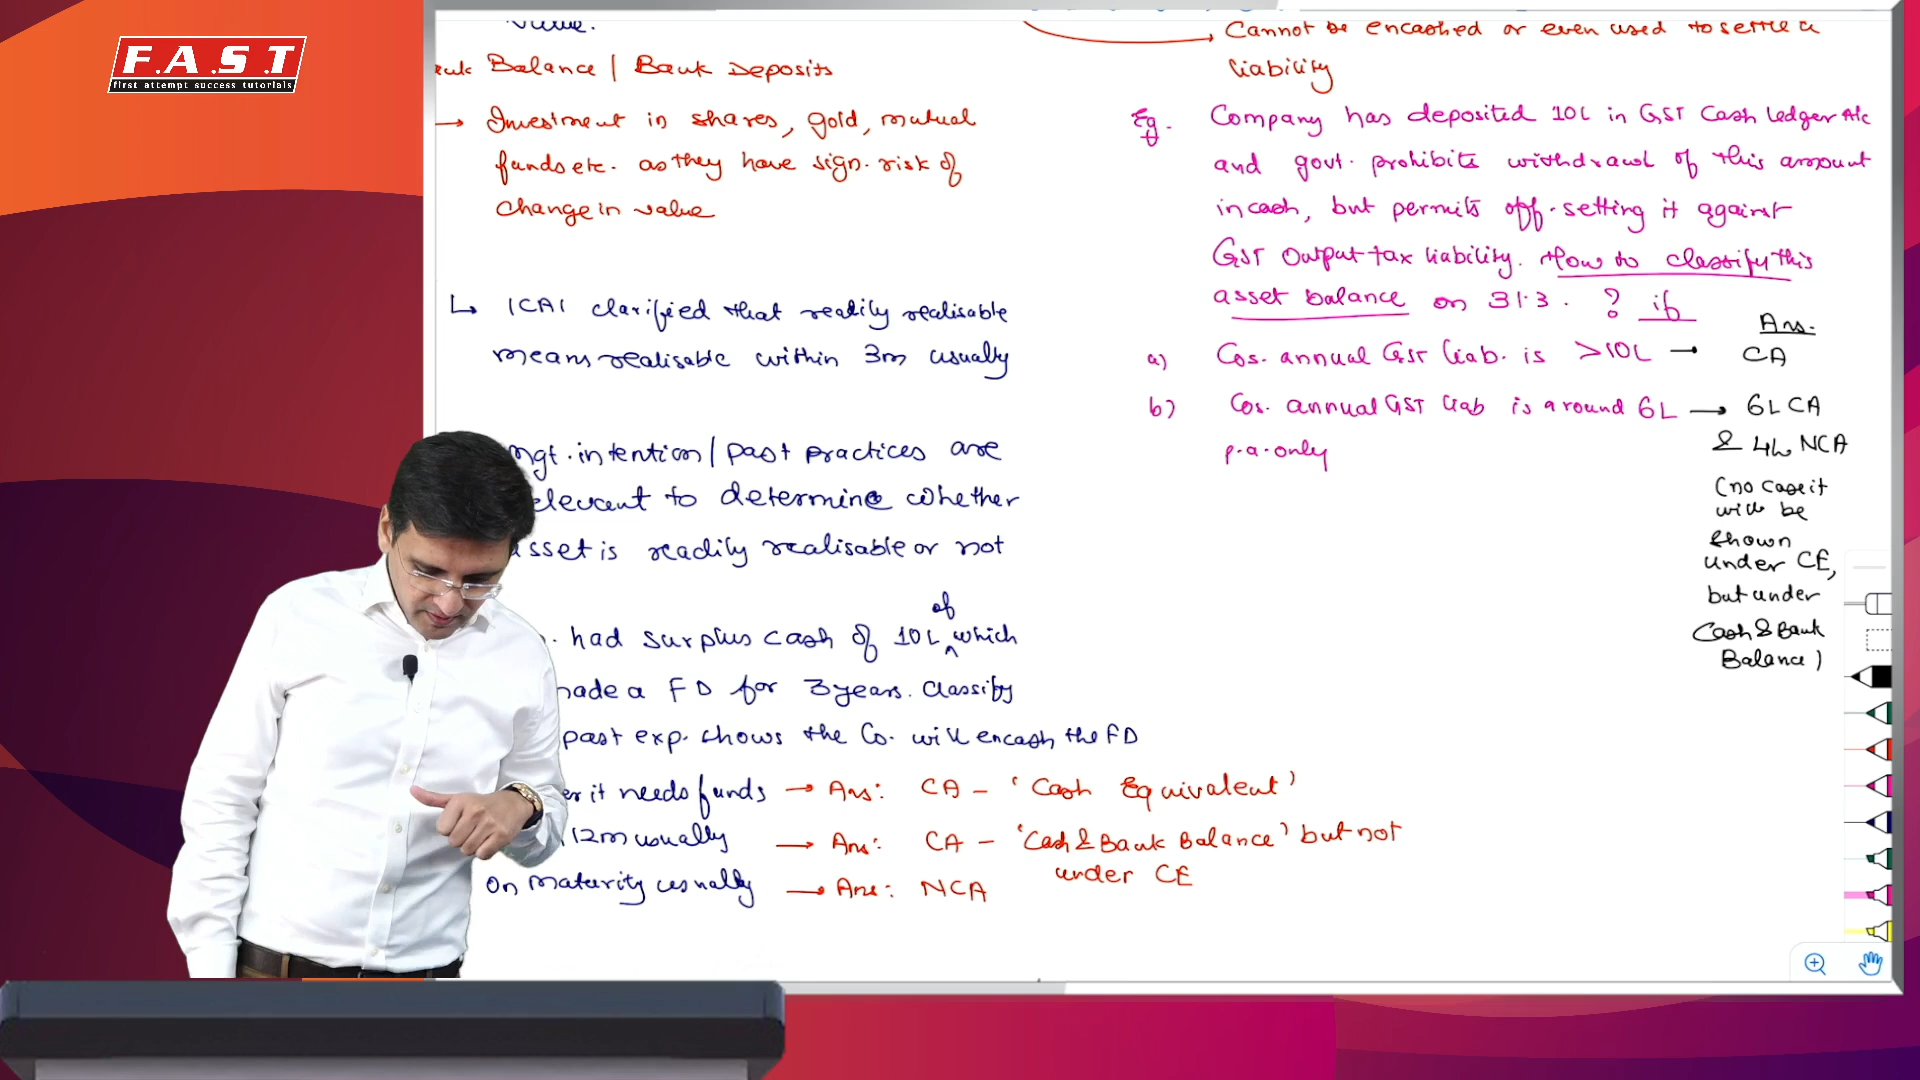 F.A.S.T
first attempt success tutorials
value.
Balance | Bank Deposits
→ Investment in shares, gold, mutual
funds etc. as they have sign. risk of
change in value
↳ ICAI clarified that readily realisable
means realisable within 3m usually
mgt. intention / past practices are
relevant to determine whether
asset is readily realisable or not
had surplus cash of 10L of which
made a FD for 3 years. Classify
past exp. shows the Co. will encash the FD
er it needs funds → Ans: CA - 'Cash Equivalent'
12m usually → Ans: CA - 'Cash & Bank Balance' but not
under CE
On maturity usually → Ans: NCA
Cannot be encashed or even used to settle a
liability
Eg. Company has deposited 10L in GST Cash ledger A/c
and govt. prohibits withdrawl of this amount
in cash, but permits off-setting it against
GST Output tax liability. How to classify this
asset balance on 31.3. ? if
Ans.
a) Cos. annual GST liab. is >10L → CA
b) Cos. annual GST liab is around 6L → 6L CA
p.a. only
& 4L NCA
(no case it
will be
shown
under CE,
but under
Cash & Bank
Balance)